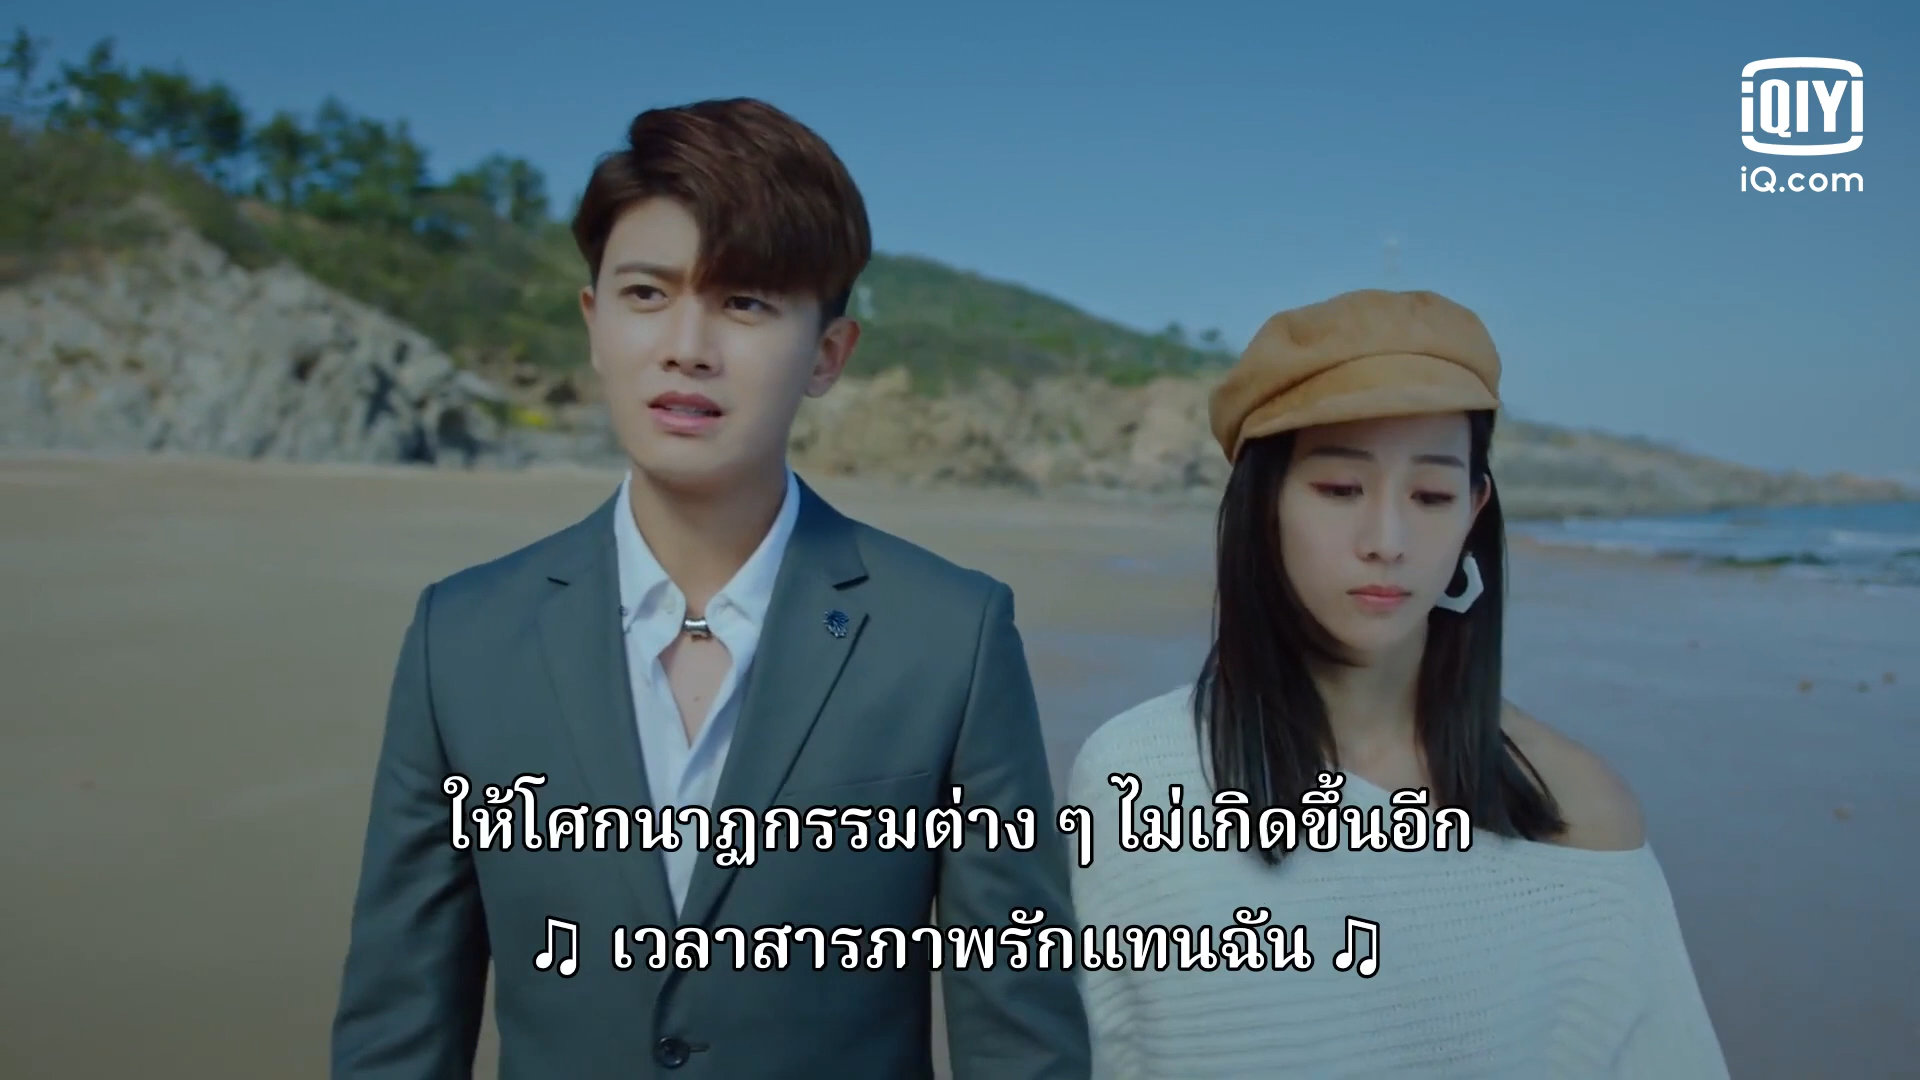 iQIYI
iQ.com
ให้โศกนาฏกรรมต่าง ๆ ไม่เกิดขึ้นอีก
♫ เวลาสารภาพรักแทนฉัน ♫